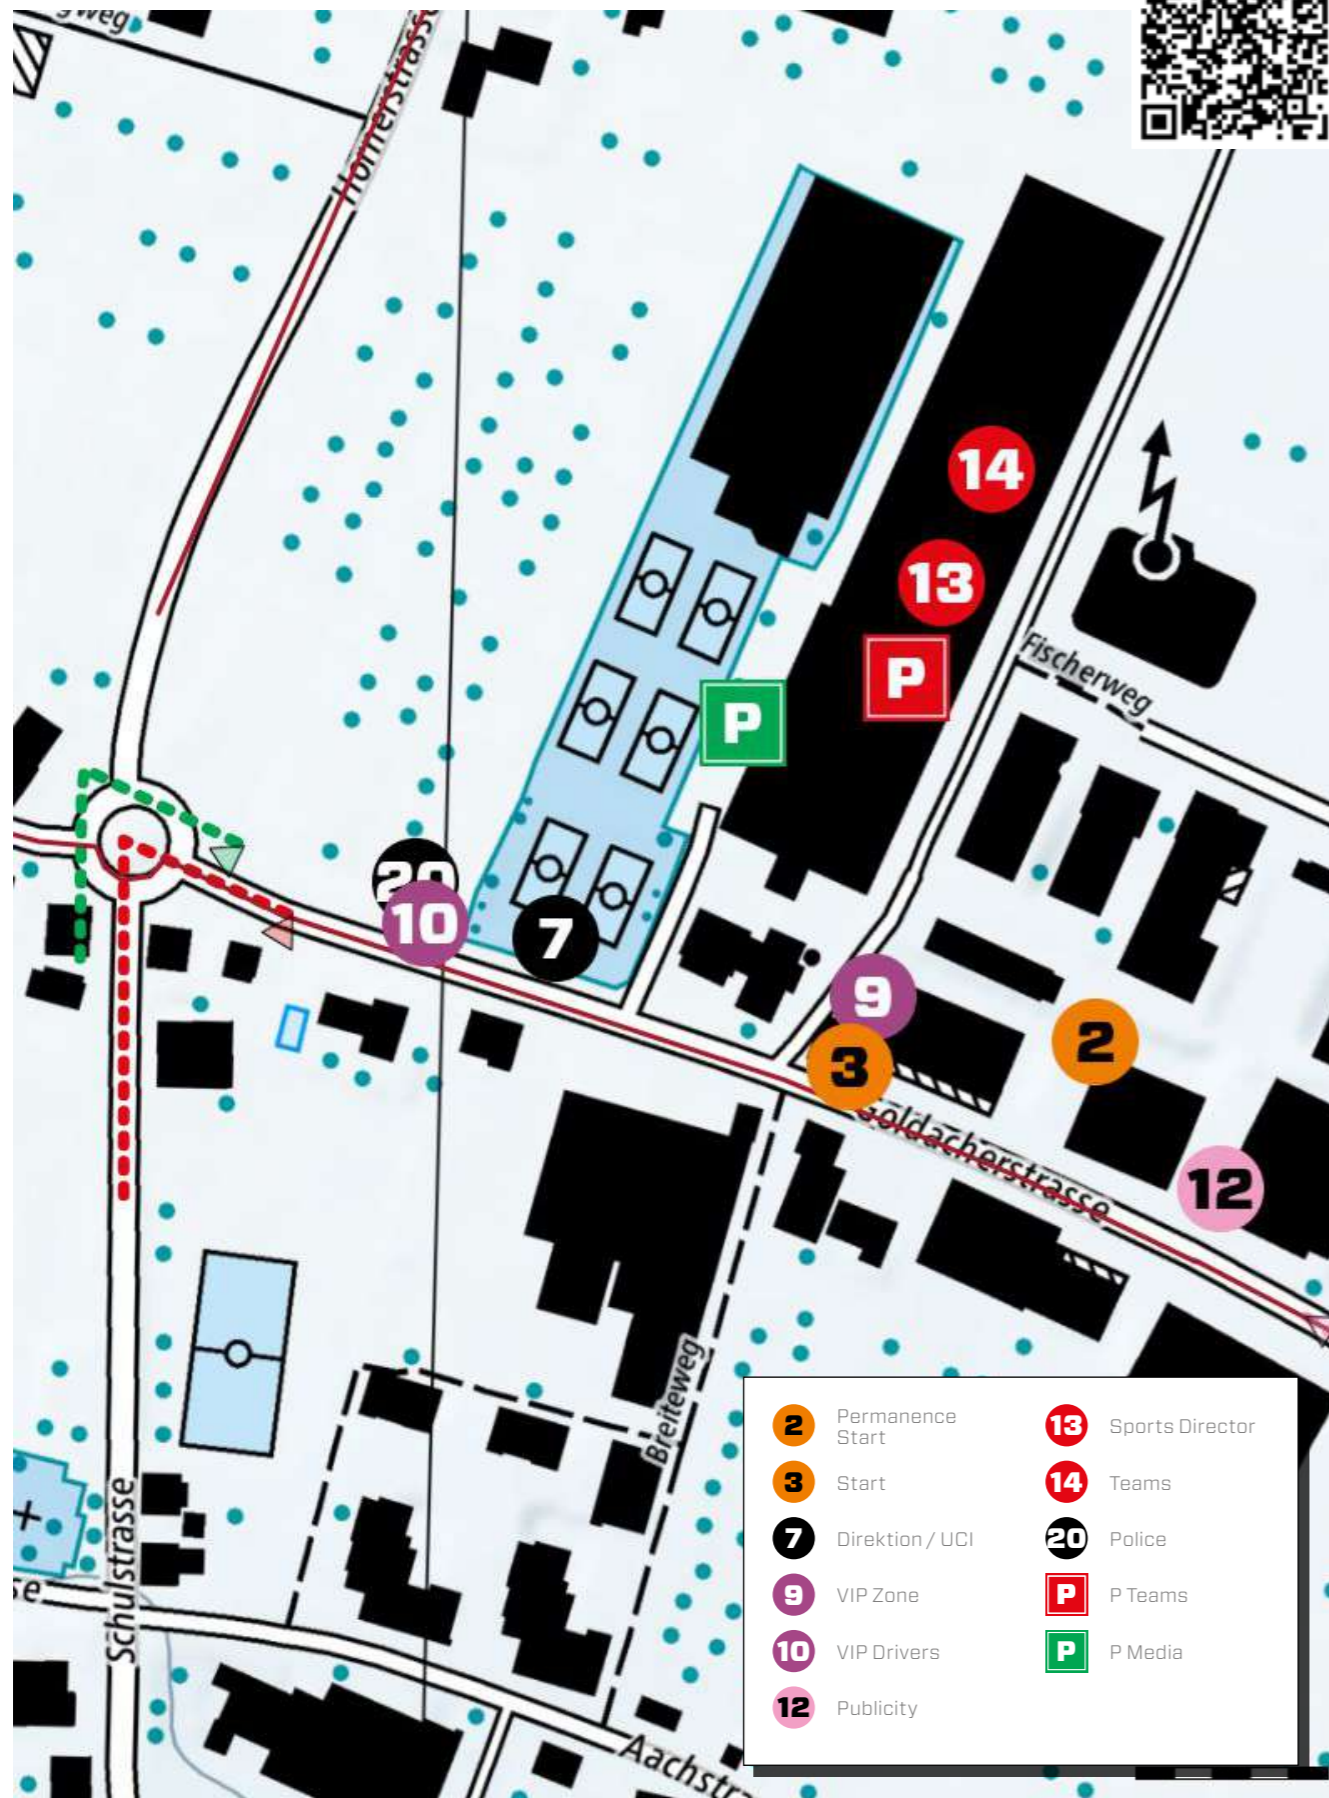 Hornerstrasse
14
13
P
P
Fischerweg
20
10
7
9
3
2
Goldacherstrasse
12
Breiteweg
Schulstrasse
2 Permanence
Start
3 Start
7 Direktion / UCI
9 VIP Zone
10 VIP Drivers
12 Publicity
13 Sports Director
14 Teams
20 Police
P P Teams
P P Media